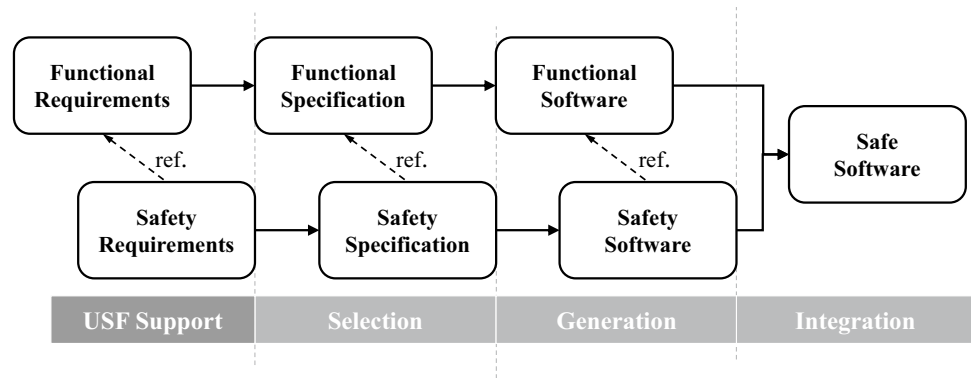 Functional
Requirements
Functional
Specification
Functional
Software
Safe
Software
ref.
ref.
ref.
Safety
Requirements
Safety
Specification
Safety
Software
USF Support
Selection
Generation
Integration